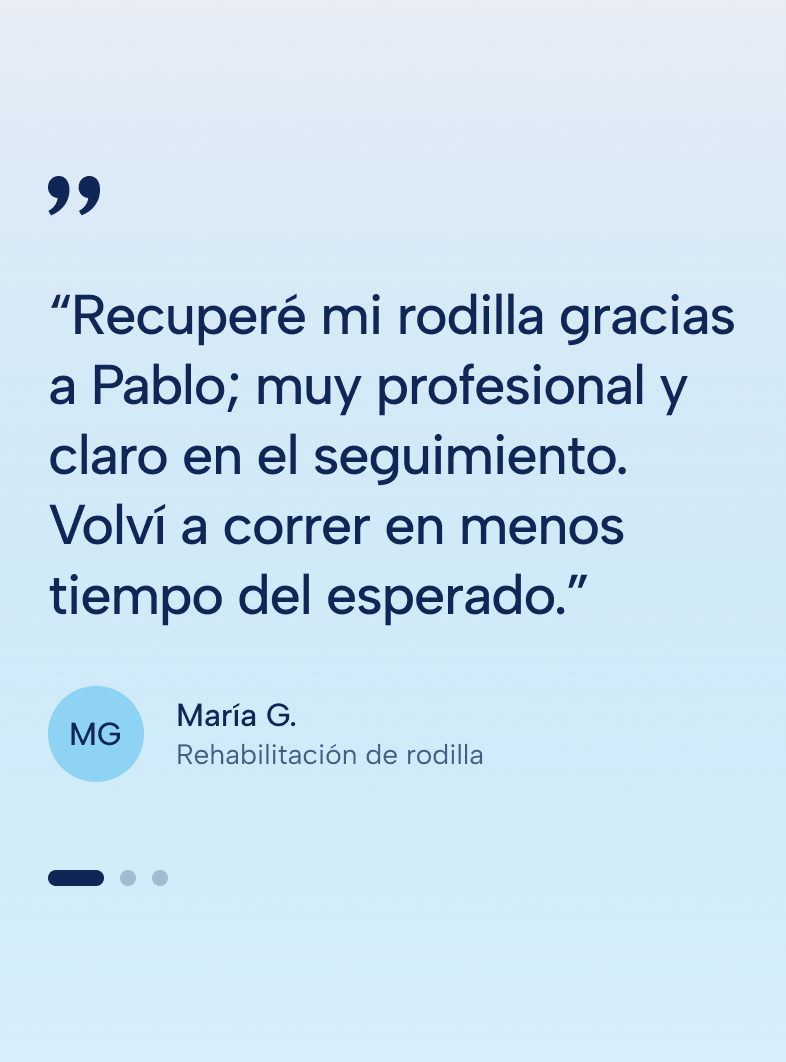 ”
“Recuperé mi rodilla gracias
a Pablo; muy profesional y
claro en el seguimiento.
Volví a correr en menos
tiempo del esperado.”
MG
María G.
Rehabilitación de rodilla